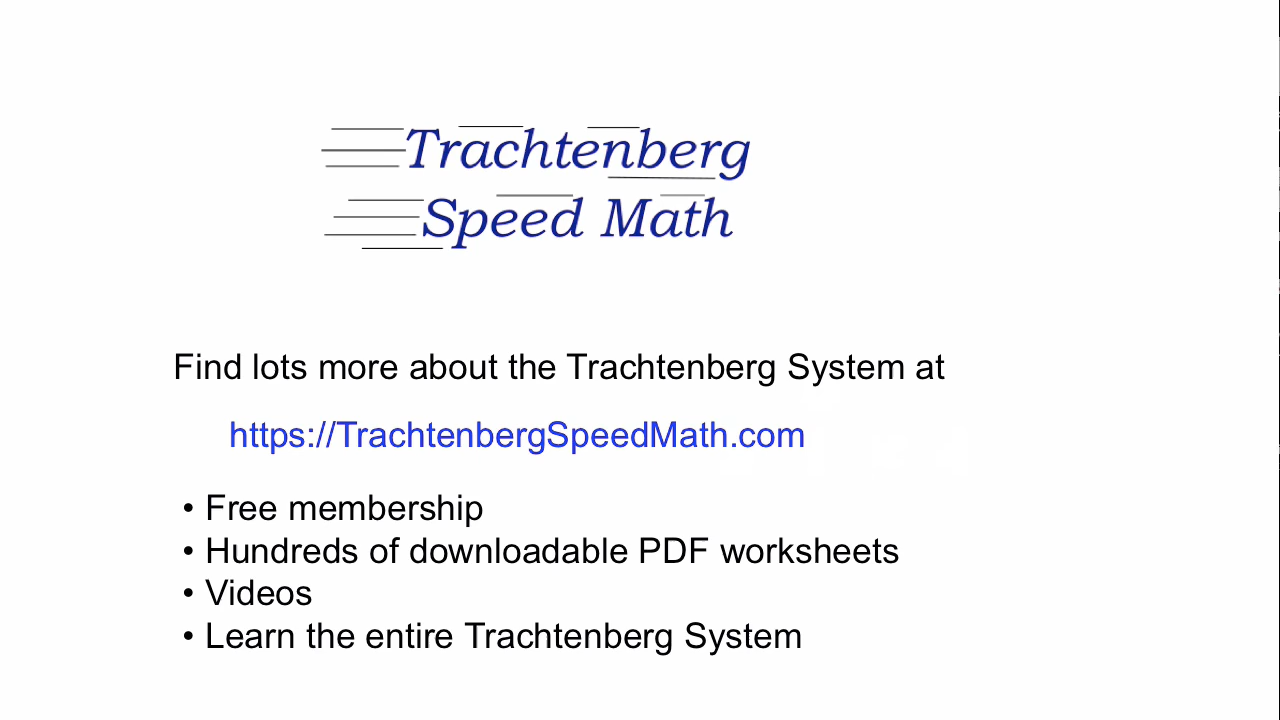 Trachtenberg
Speed Math
Find lots more about the Trachtenberg System at
https://TrachtenbergSpeedMath.com
• Free membership
• Hundreds of downloadable PDF worksheets
• Videos
• Learn the entire Trachtenberg System